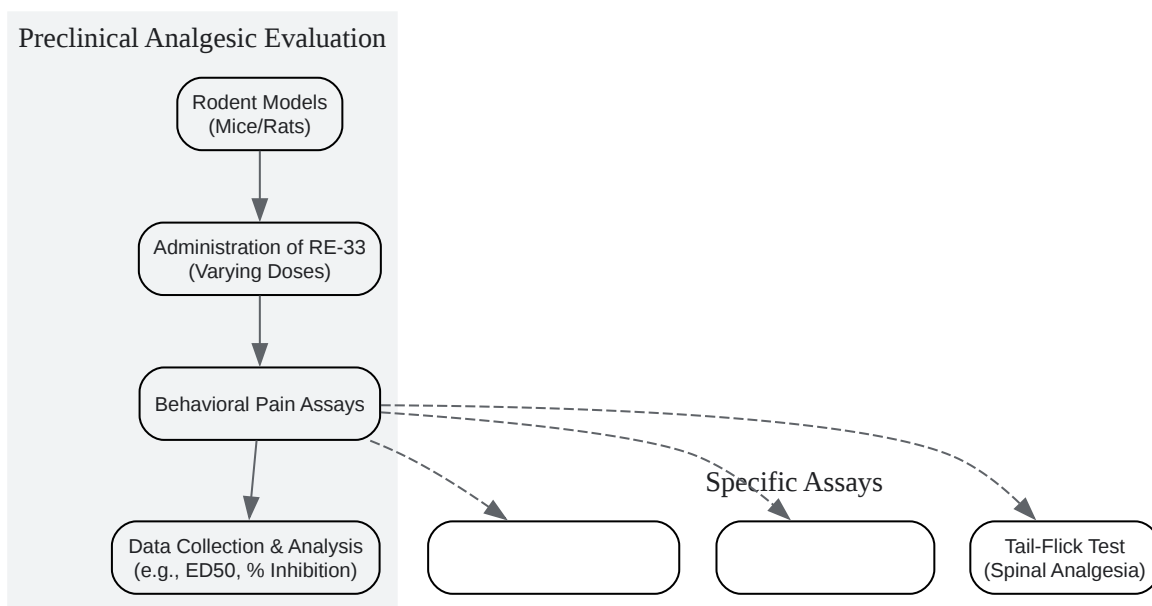 Preclinical Analgesic Evaluation
Rodent Models
(Mice/Rats)
Administration of RE-33
(Varying Doses)
Behavioral Pain Assays
Specific Assays
Data Collection & Analysis
(e.g., ED50, % Inhibition)
Tail-Flick Test
(Spinal Analgesia)